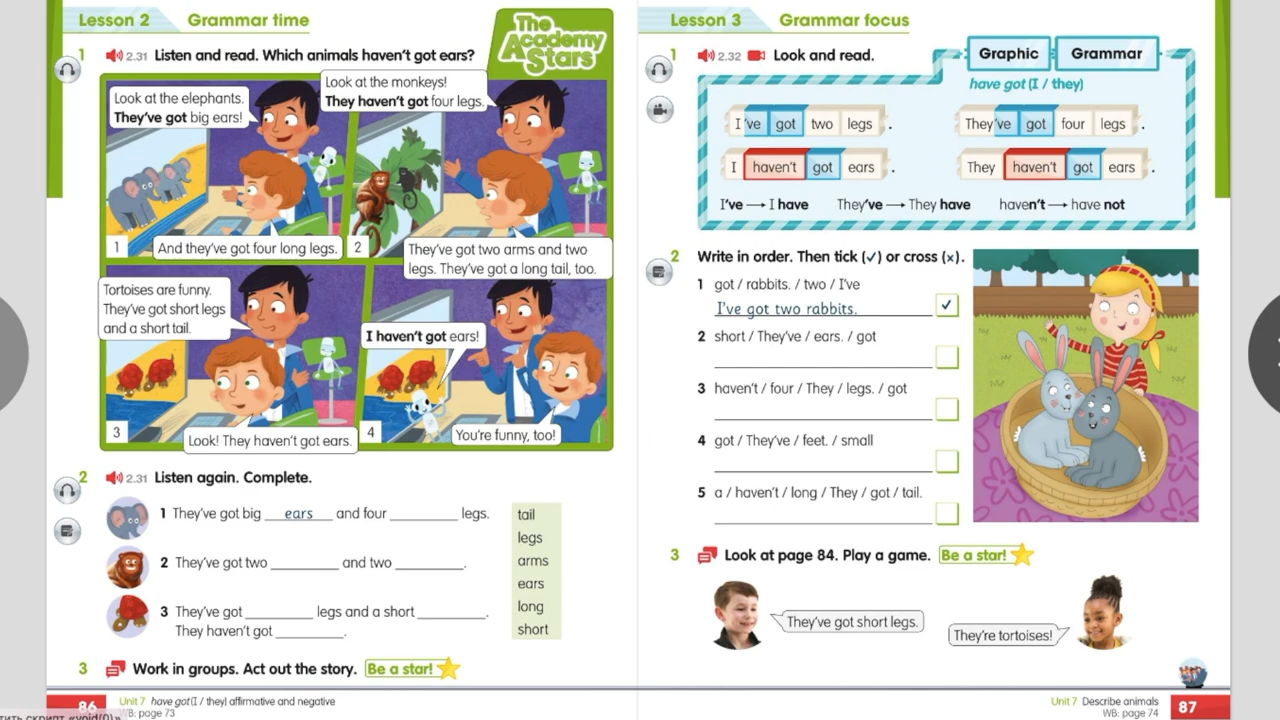 Lesson 2 Grammar time
The
Academy
Stars
1 2.31 Listen and read. Which animals haven't got ears?
Look at the elephants.
They've got big ears!
And they've got four long legs.
1
Look at the monkeys!
They haven't got four legs.
They've got two arms and two
legs. They've got a long tail, too.
2
Tortoises are funny.
They've got short legs
and a short tail.
Look! They haven't got ears.
3
I haven't got ears!
You're funny, too!
4
2 2.31 Listen again. Complete.
1 They've got big ears and four ________ legs.
2 They've got two ________ and two ________.
3 They've got ________ legs and a short ________.
They haven't got ________.
tail
legs
arms
ears
long
short
3 Work in groups. Act out the story. Be a star!
86 Unit 7 have got (I / they) affirmative and negative
WB: page 73
тить скрипт «void(0)»
Lesson 3 Grammar focus
1 2.32 Look and read.
Graphic Grammar
have got (I / they)
I 've got two legs .
They 've got four legs .
I haven't got ears .
They haven't got ears .
I've → I have They've → They have haven't → have not
2 Write in order. Then tick (✓) or cross (×).
1 got / rabbits. / two / I've
I've got two rabbits. ✓
2 short / They've / ears. / got
3 haven't / four / They / legs. / got
4 got / They've / feet. / small
5 a / haven't / long / They / got / tail.
3 Look at page 84. Play a game. Be a star!
They've got short legs.
They're tortoises!
Unit 7 Describe animals
WB: page 74
87